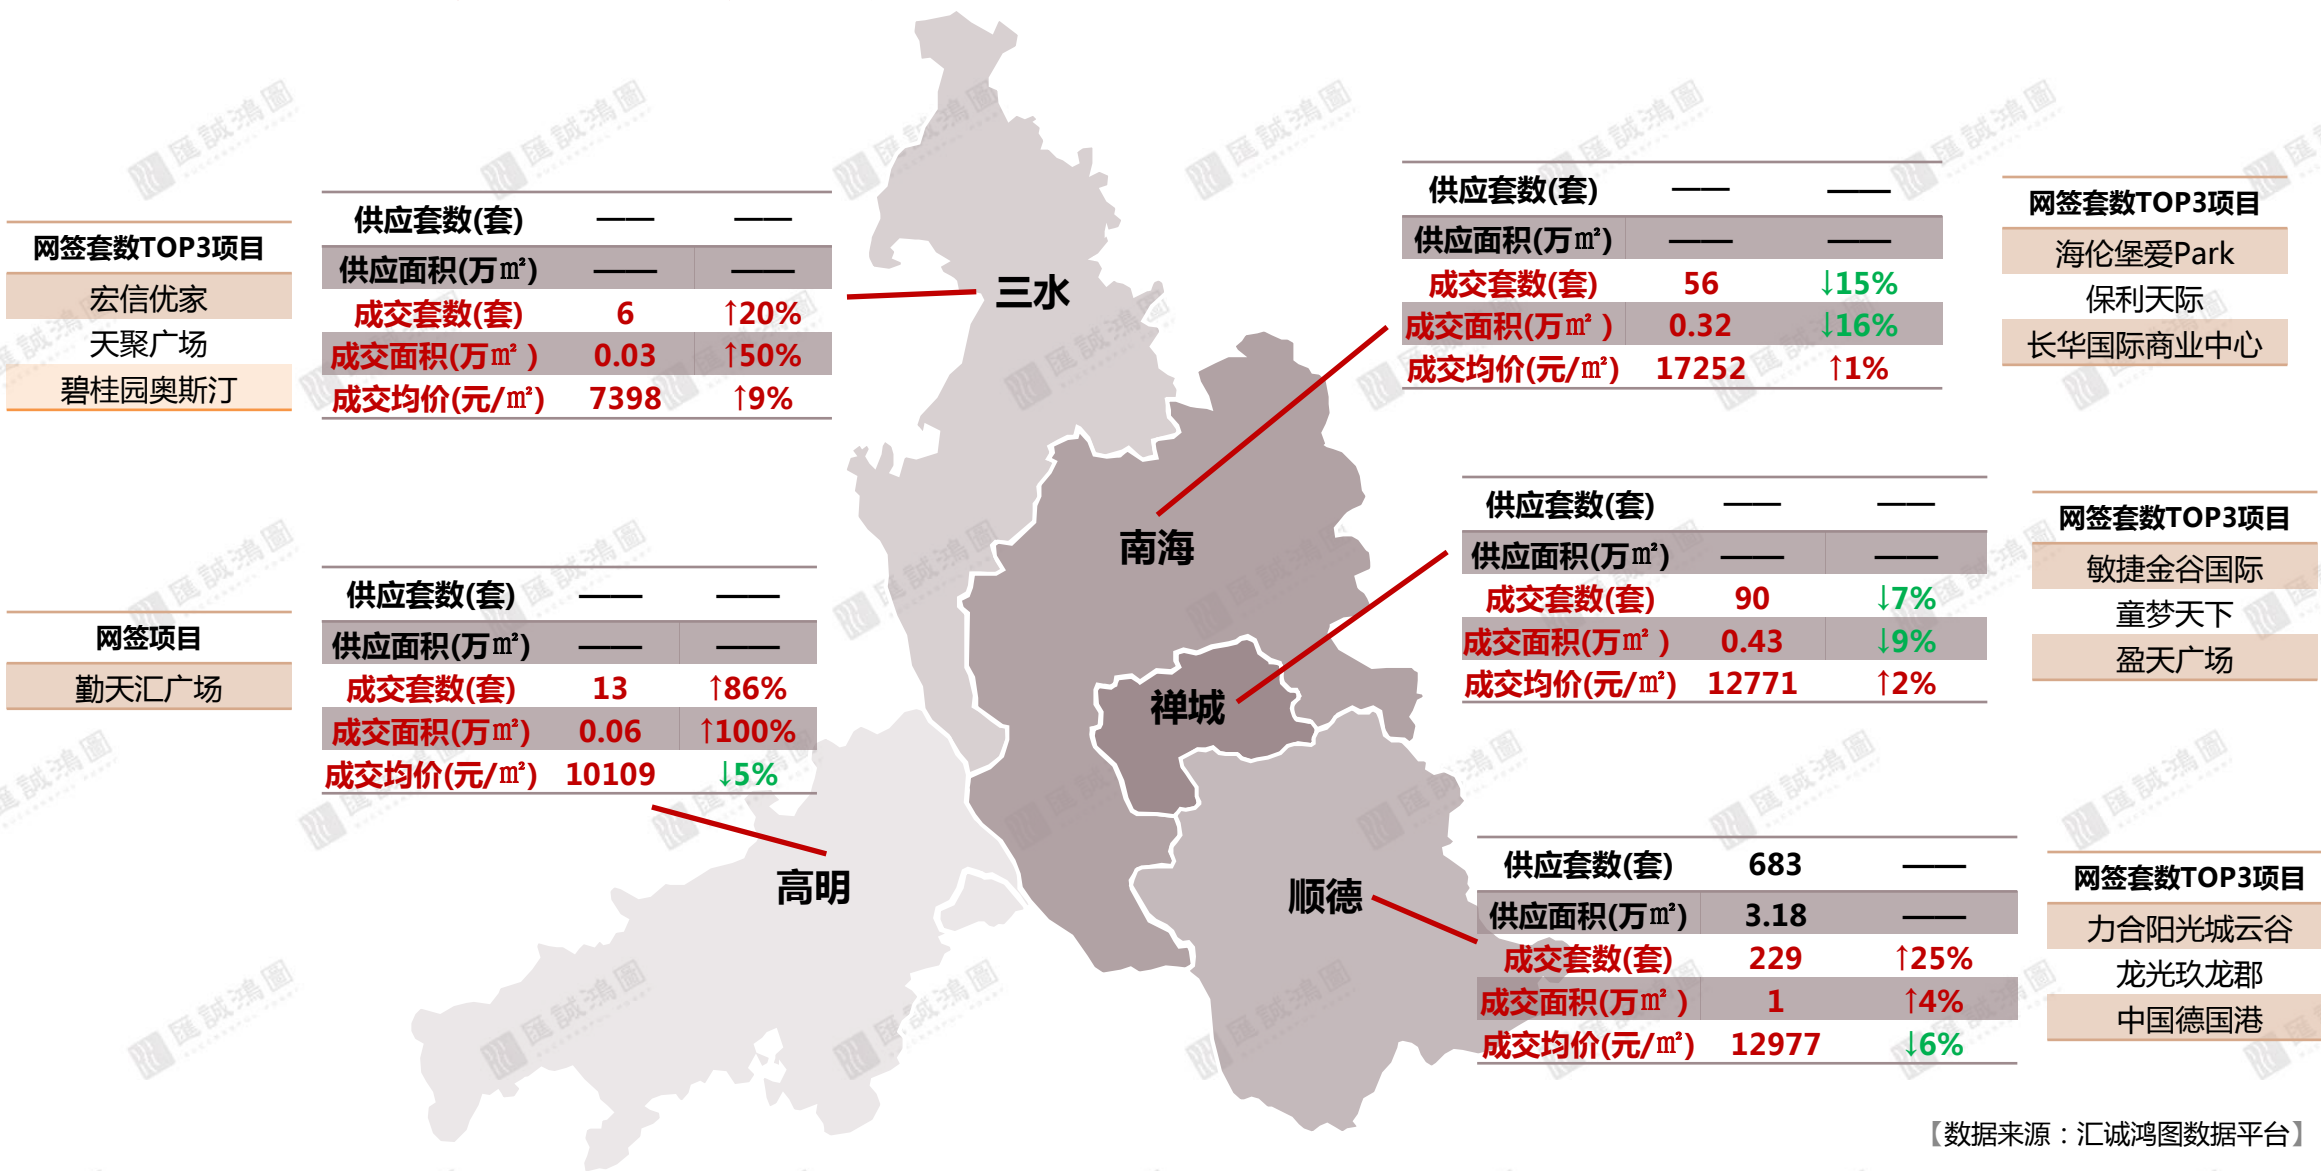 网签套数TOP3项目
宏信优家
天聚广场
碧桂园奥斯汀
供应套数(套) —— ——
供应面积(万㎡) —— ——
成交套数(套) 6 ↑20%
成交面积(万㎡ ) 0.03 ↑50%
成交均价(元/㎡) 7398 ↑9%
三水
供应套数(套) —— ——
供应面积(万㎡) —— ——
成交套数(套) 56 ↓15%
成交面积(万㎡ ) 0.32 ↓16%
成交均价(元/㎡) 17252 ↑1%
网签套数TOP3项目
海伦堡爱Park
保利天际
长华国际商业中心
南海
网签项目
勤天汇广场
供应套数(套) —— ——
供应面积(万㎡) —— ——
成交套数(套) 13 ↑86%
成交面积(万㎡) 0.06 ↑100%
成交均价(元/㎡) 10109 ↓5%
高明
供应套数(套) —— ——
供应面积(万㎡) —— ——
成交套数(套) 90 ↓7%
成交面积(万㎡ ) 0.43 ↓9%
成交均价(元/㎡) 12771 ↑2%
网签套数TOP3项目
敏捷金谷国际
童梦天下
盈天广场
禅城
顺德
供应套数(套) 683 ——
供应面积(万㎡) 3.18 ——
成交套数(套) 229 ↑25%
成交面积(万㎡ ) 1 ↑4%
成交均价(元/㎡) 12977 ↓6%
网签套数TOP3项目
力合阳光城云谷
龙光玖龙郡
中国德国港
【数据来源：汇诚鸿图数据平台】
匯誠鴻圖